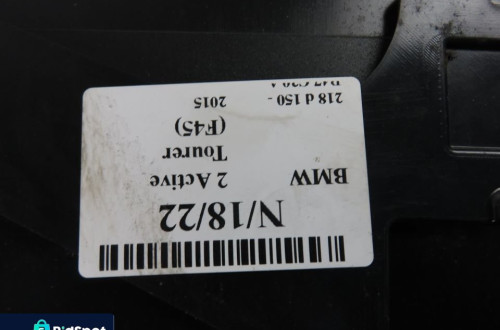 N/18/22
BMW 2 Active
Tourer
(F45)
218 d 150 - 2015
BidSpot